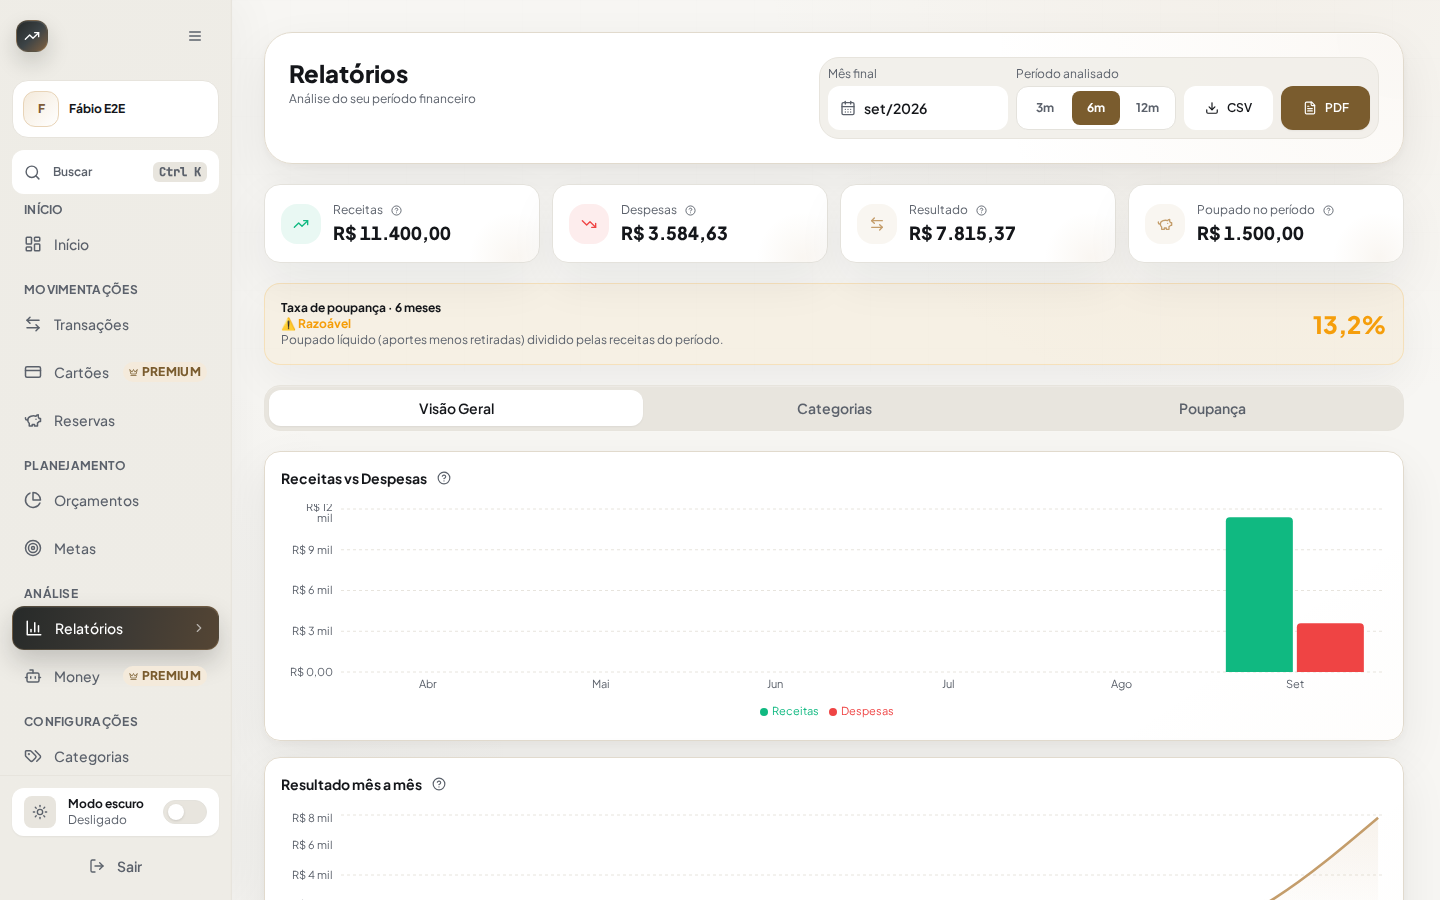 F
Fábio E2E
Buscar
Ctrl K
INÍCIO
Início
MOVIMENTAÇÕES
Transações
Cartões
PREMIUM
Reservas
PLANEJAMENTO
Orçamentos
Metas
ANÁLISE
Relatórios
Money
PREMIUM
CONFIGURAÇÕES
Categorias
Modo escuro
Desligado
Sair
Relatórios
Análise do seu período financeiro
Mês final
set/2026
Período analisado
3m
6m
12m
CSV
PDF
Receitas
R$ 11.400,00
Despesas
R$ 3.584,63
Resultado
R$ 7.815,37
Poupado no período
R$ 1.500,00
Taxa de poupança · 6 meses
⚠️ Razoável
Poupado líquido (aportes menos retiradas) dividido pelas receitas do período.
13,2%
Visão Geral
Categorias
Poupança
Receitas vs Despesas
R$ 12
mil
R$ 9 mil
R$ 6 mil
R$ 3 mil
R$ 0,00
Abr
Mai
Jun
Jul
Ago
Set
Receitas
Despesas
Resultado mês a mês
R$ 8 mil
R$ 6 mil
R$ 4 mil